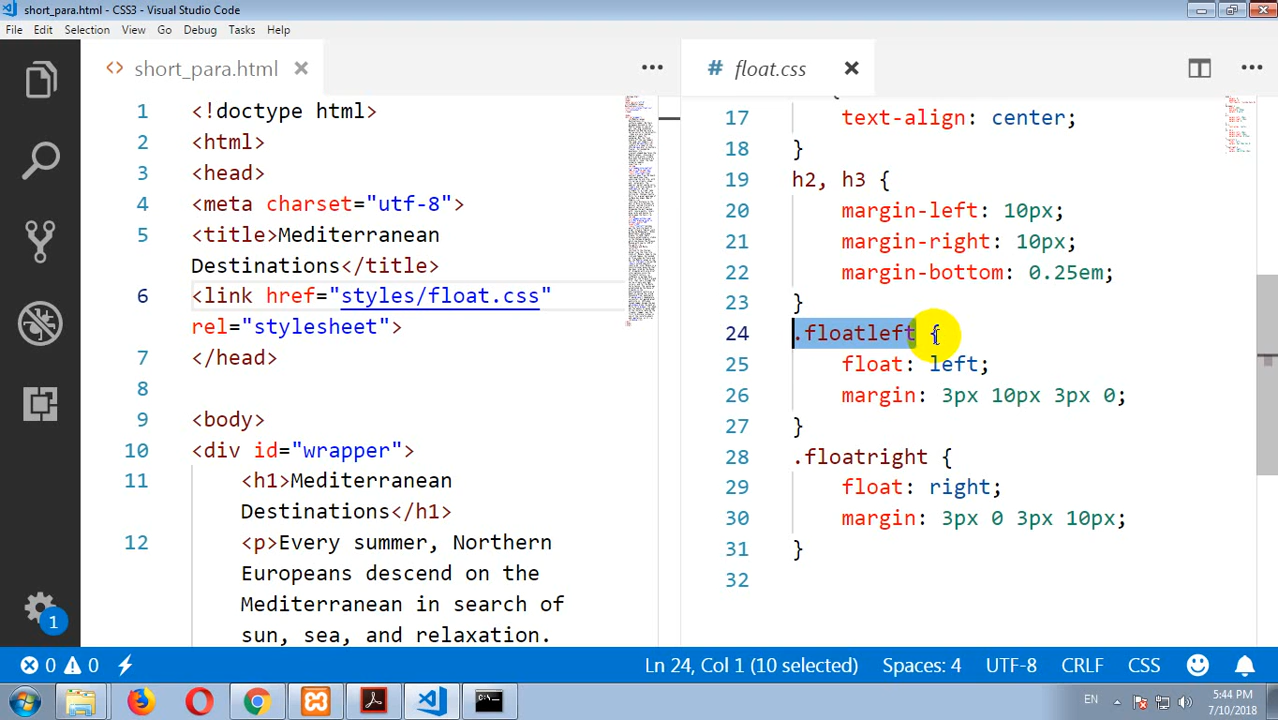 short_para.html - CSS3 - Visual Studio Code
File Edit Selection View Go Debug Tasks Help
<> short_para.html × •••
1 <!doctype html>
2 <html>
3 <head>
4 <meta charset="utf-8">
5 <title>Mediterranean
Destinations</title>
6 <link href="styles/float.css"
rel="stylesheet">
7 </head>
8
9 <body>
10 <div id="wrapper">
11 <h1>Mediterranean
Destinations</h1>
12 <p>Every summer, Northern
Europeans descend on the
Mediterranean in search of
sun, sea, and relaxation.
# float.css × •••
17 text-align: center;
18 }
19 h2, h3 {
20 margin-left: 10px;
21 margin-right: 10px;
22 margin-bottom: 0.25em;
23 }
24 .floatleft {
25 float: left;
26 margin: 3px 10px 3px 0;
27 }
28 .floatright {
29 float: right;
30 margin: 3px 0 3px 10px;
31 }
32
1
0 0 Ln 24, Col 1 (10 selected) Spaces: 4 UTF-8 CRLF CSS
EN 5:44 PM
7/10/2018